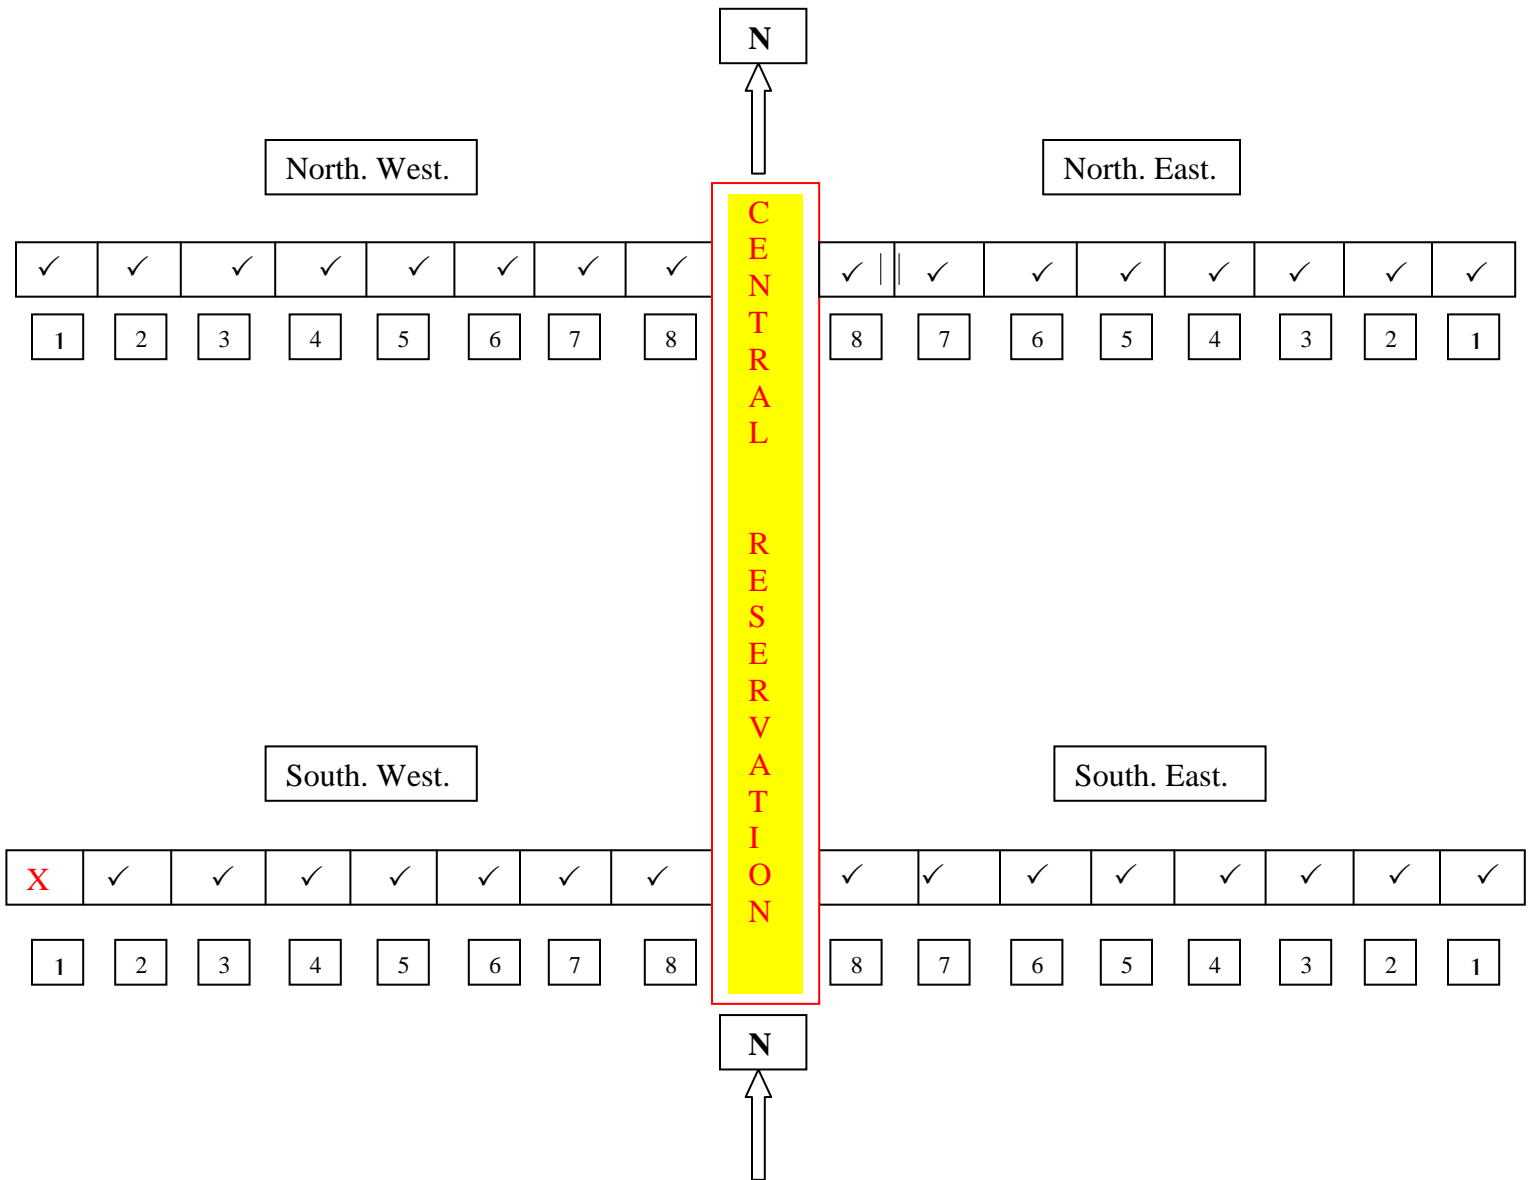 N
North. West.
North. East.
✓ ✓ ✓ ✓ ✓ ✓ ✓ ✓ ✓ ✓ ✓ ✓ ✓ ✓ ✓ ✓
1 2 3 4 5 6 7 8 8 7 6 5 4 3 2 1
CENTRAL RESERVATION
South. West.
South. East.
X ✓ ✓ ✓ ✓ ✓ ✓ ✓ ✓ ✓ ✓ ✓ ✓ ✓ ✓ ✓
1 2 3 4 5 6 7 8 8 7 6 5 4 3 2 1
N